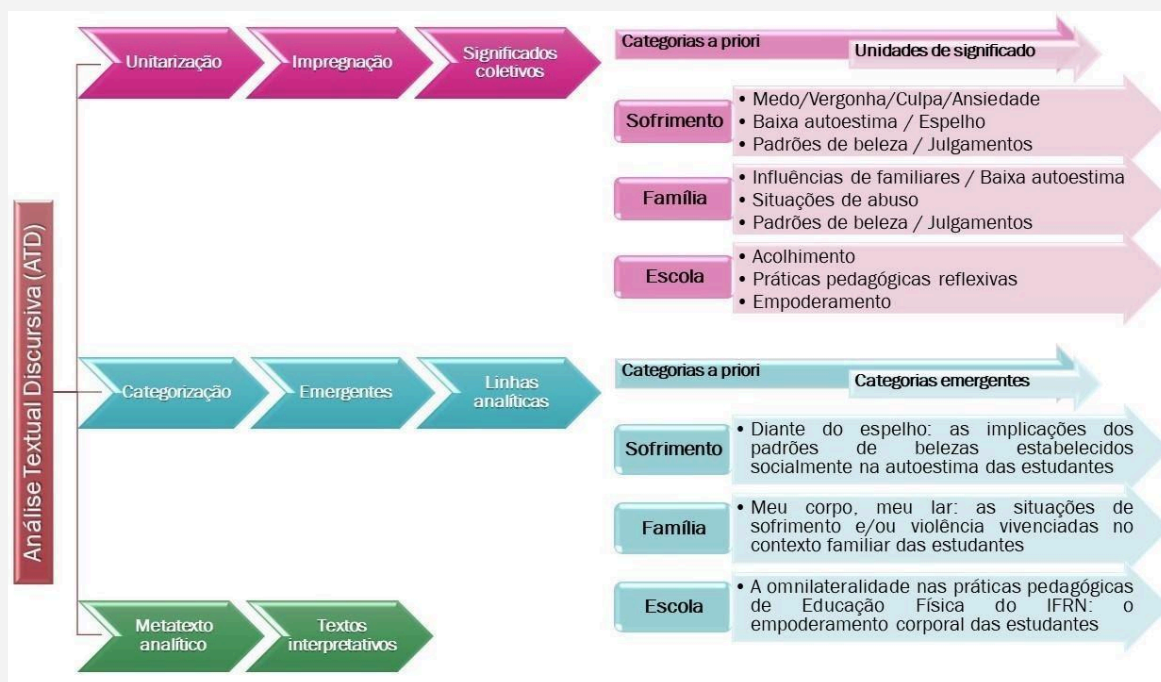 Análise Textual Discursiva (ATD)
Unitarização
Impregnação
Significados
coletivos
Categorias a priori
Unidades de significado
Sofrimento
• Medo/Vergonha/Culpa/Ansiedade
• Baixa autoestima / Espelho
• Padrões de beleza / Julgamentos
Família
• Influências de familiares / Baixa autoestima
• Situações de abuso
• Padrões de beleza / Julgamentos
Escola
• Acolhimento
• Práticas pedagógicas reflexivas
• Empoderamento
Categorização
Emergentes
Linhas
analíticas
Categorias a priori
Categorias emergentes
Sofrimento
• Diante do espelho: as implicações dos
padrões de belezas estabelecidos
socialmente na autoestima das estudantes
Família
• Meu corpo, meu lar: as situações de
sofrimento e/ou violência vivenciadas no
contexto familiar das estudantes
Escola
• A omnilateralidade nas práticas pedagógicas
de Educação Física do IFRN: o
empoderamento corporal das estudantes
Metatexto
analítico
Textos
interpretativos